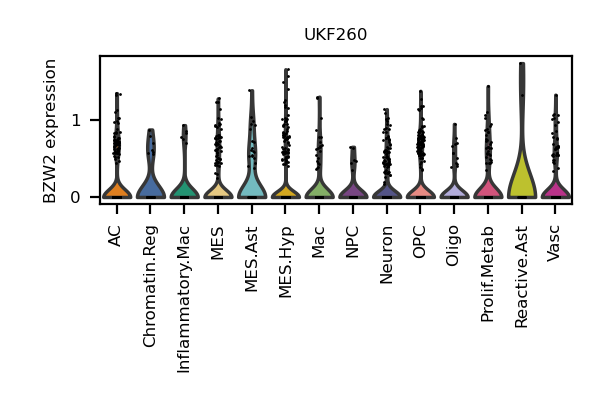 UKF260
BZW2 expression
1
0
AC
Chromatin.Reg
Inflammatory.Mac
MES
MES.Ast
MES.Hyp
Mac
NPC
Neuron
OPC
Oligo
Prolif.Metab
Reactive.Ast
Vasc